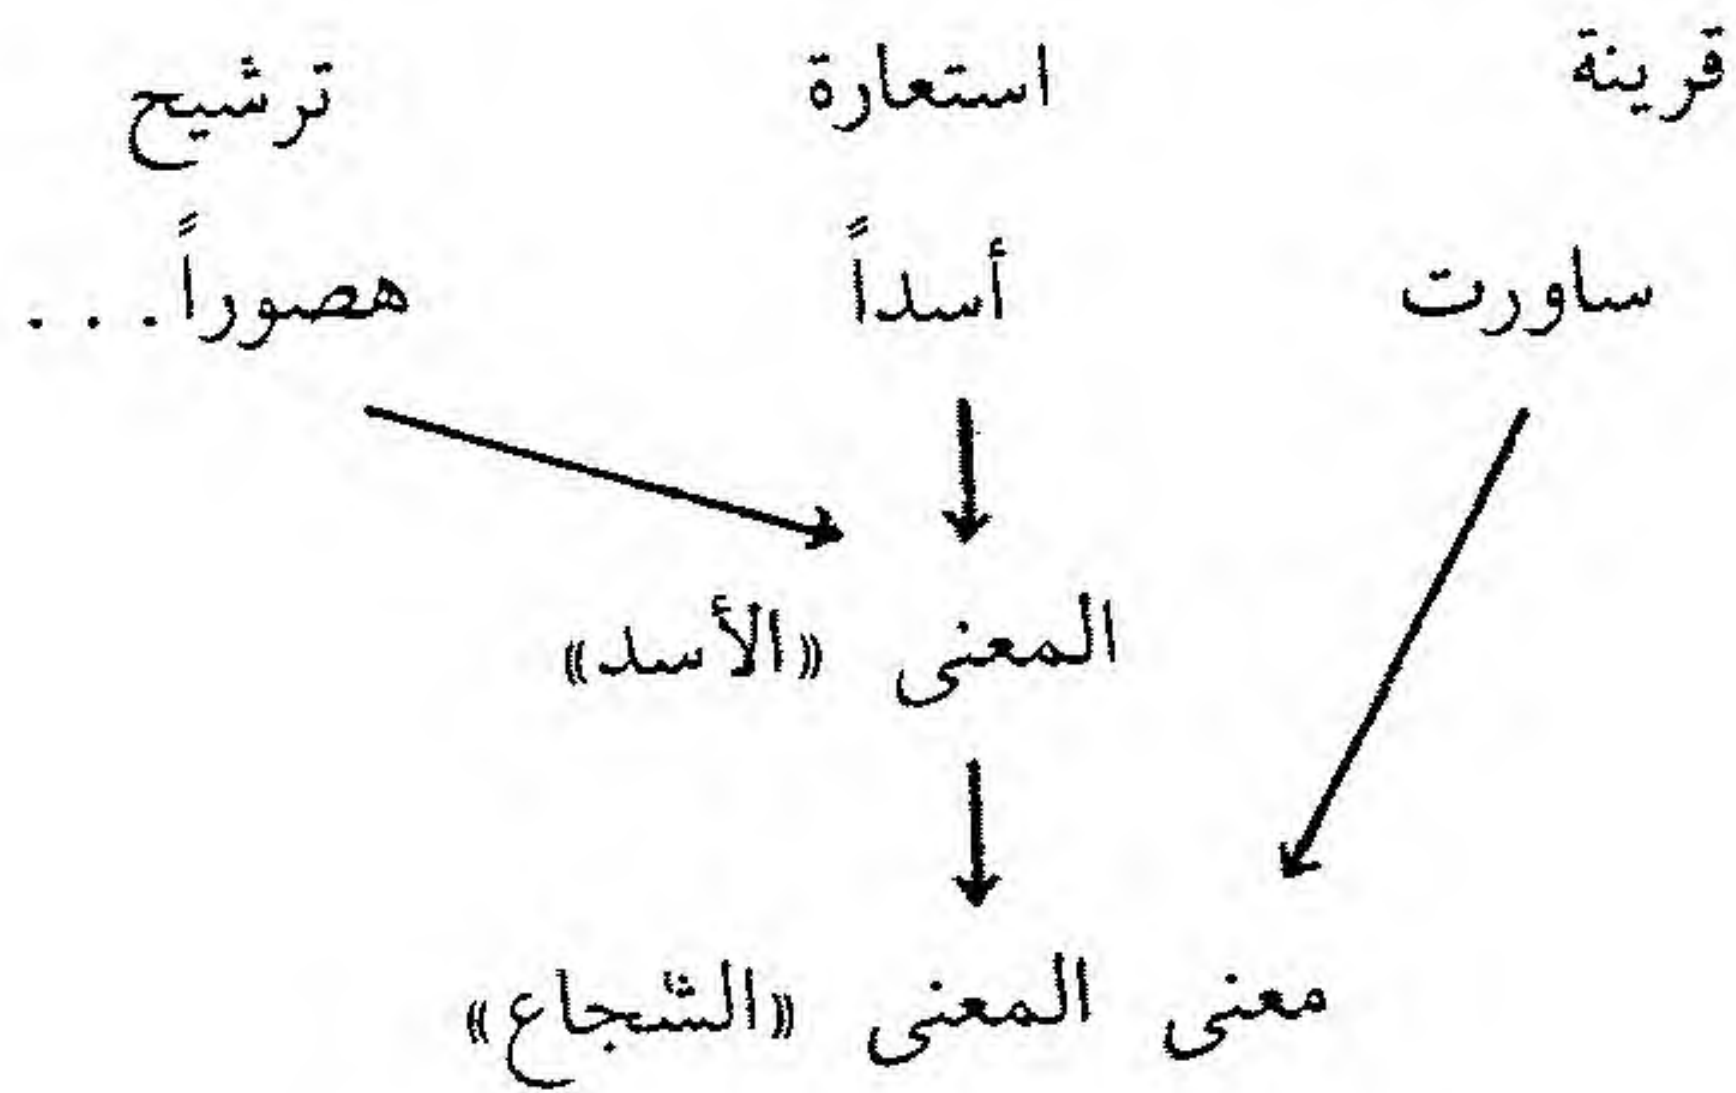 قرينة استعارة ترشيح
ساورت أسداً هصوراً...
المعنى «الأسد»
معنى المعنى «الشجاع»